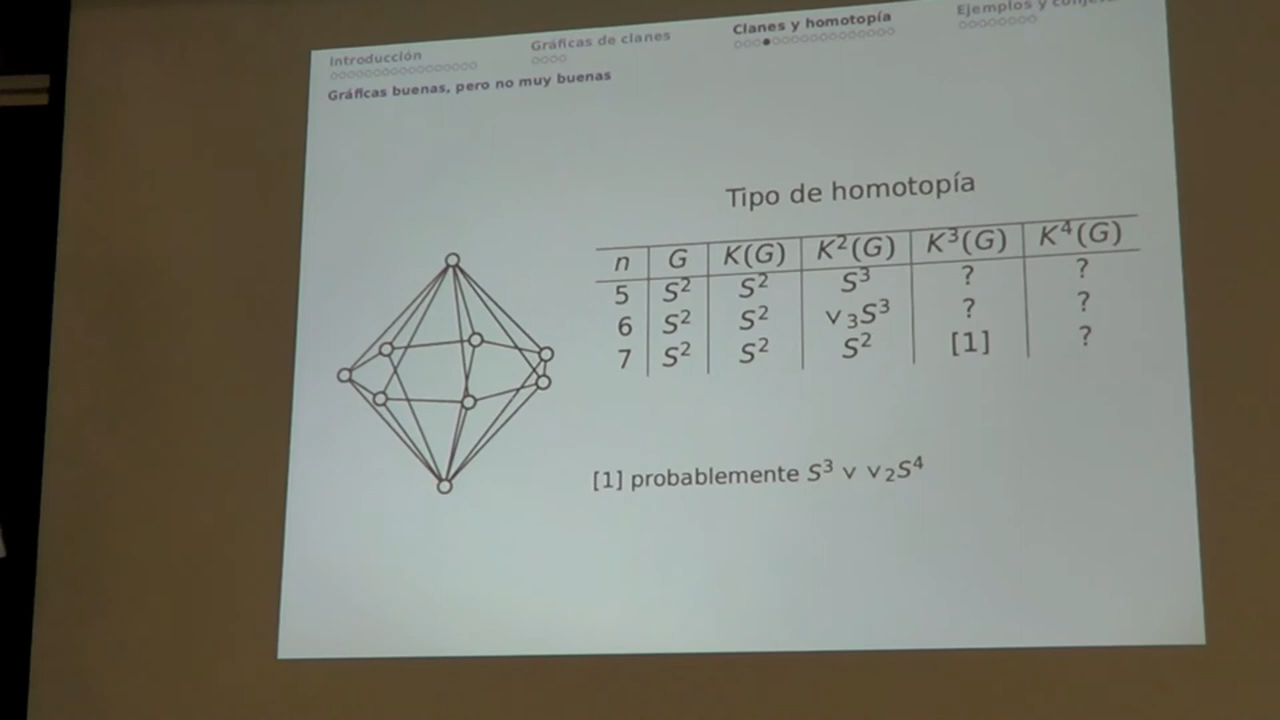 Introducción Gráficas de clanes Clanes y homotopía Ejemplos y
Gráficas buenas, pero no muy buenas
Tipo de homotopía
n G K(G) K²(G) K³(G) K⁴(G)
5 S² S² S³ ? ?
6 S² S² ∨₃S³ ? ?
7 S² S² S² [1] ?
[1] probablemente S³ ∨ ∨₂S⁴